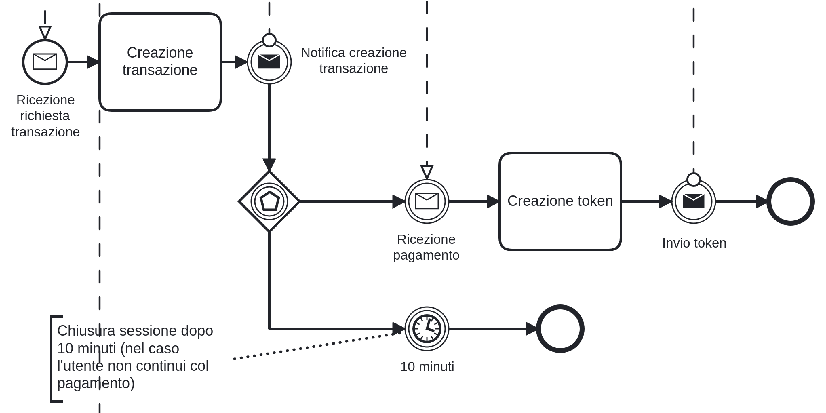 Creazione
transazione
Notifica creazione
transazione
Ricezione
richiesta
transazione
Creazione token
Ricezione
pagamento
Invio token
Chiusura sessione dopo
10 minuti (nel caso
l'utente non continui col
pagamento)
10 minuti